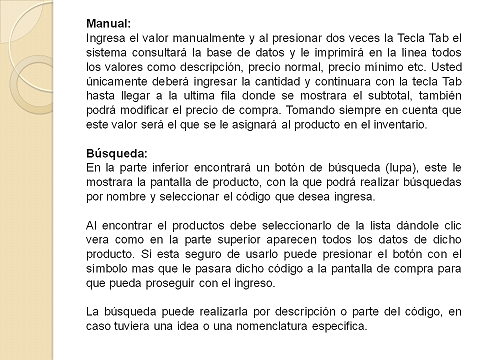 Manual:
Ingresa el valor manualmente y al presionar dos veces la Tecla Tab el
sistema consultará la base de datos y le imprimirá en la linea todos
los valores como descripción, precio normal, precio mínimo etc. Usted
únicamente deberá ingresar la cantidad y continuara con la tecla Tab
hasta llegar a la ultima fila donde se mostrara el subtotal, también
podrá modificar el precio de compra. Tomando siempre en cuenta que
este valor será el que se le asignará al producto en el inventario.
Búsqueda:
En la parte inferior encontrará un botón de búsqueda (lupa), este le
mostrara la pantalla de producto, con la que podrá realizar búsquedas
por nombre y seleccionar el código que desea ingresa.
Al encontrar el productos debe seleccionarlo de la lista dándole clic
vera como en la parte superior aparecen todos los datos de dicho
producto. Si esta seguro de usarlo puede presionar el botón con el
símbolo mas que le pasara dicho código a la pantalla de compra para
que pueda proseguir con el ingreso.
La búsqueda puede realizarla por descripción o parte del código, en
caso tuviera una idea o una nomenclatura especifica.